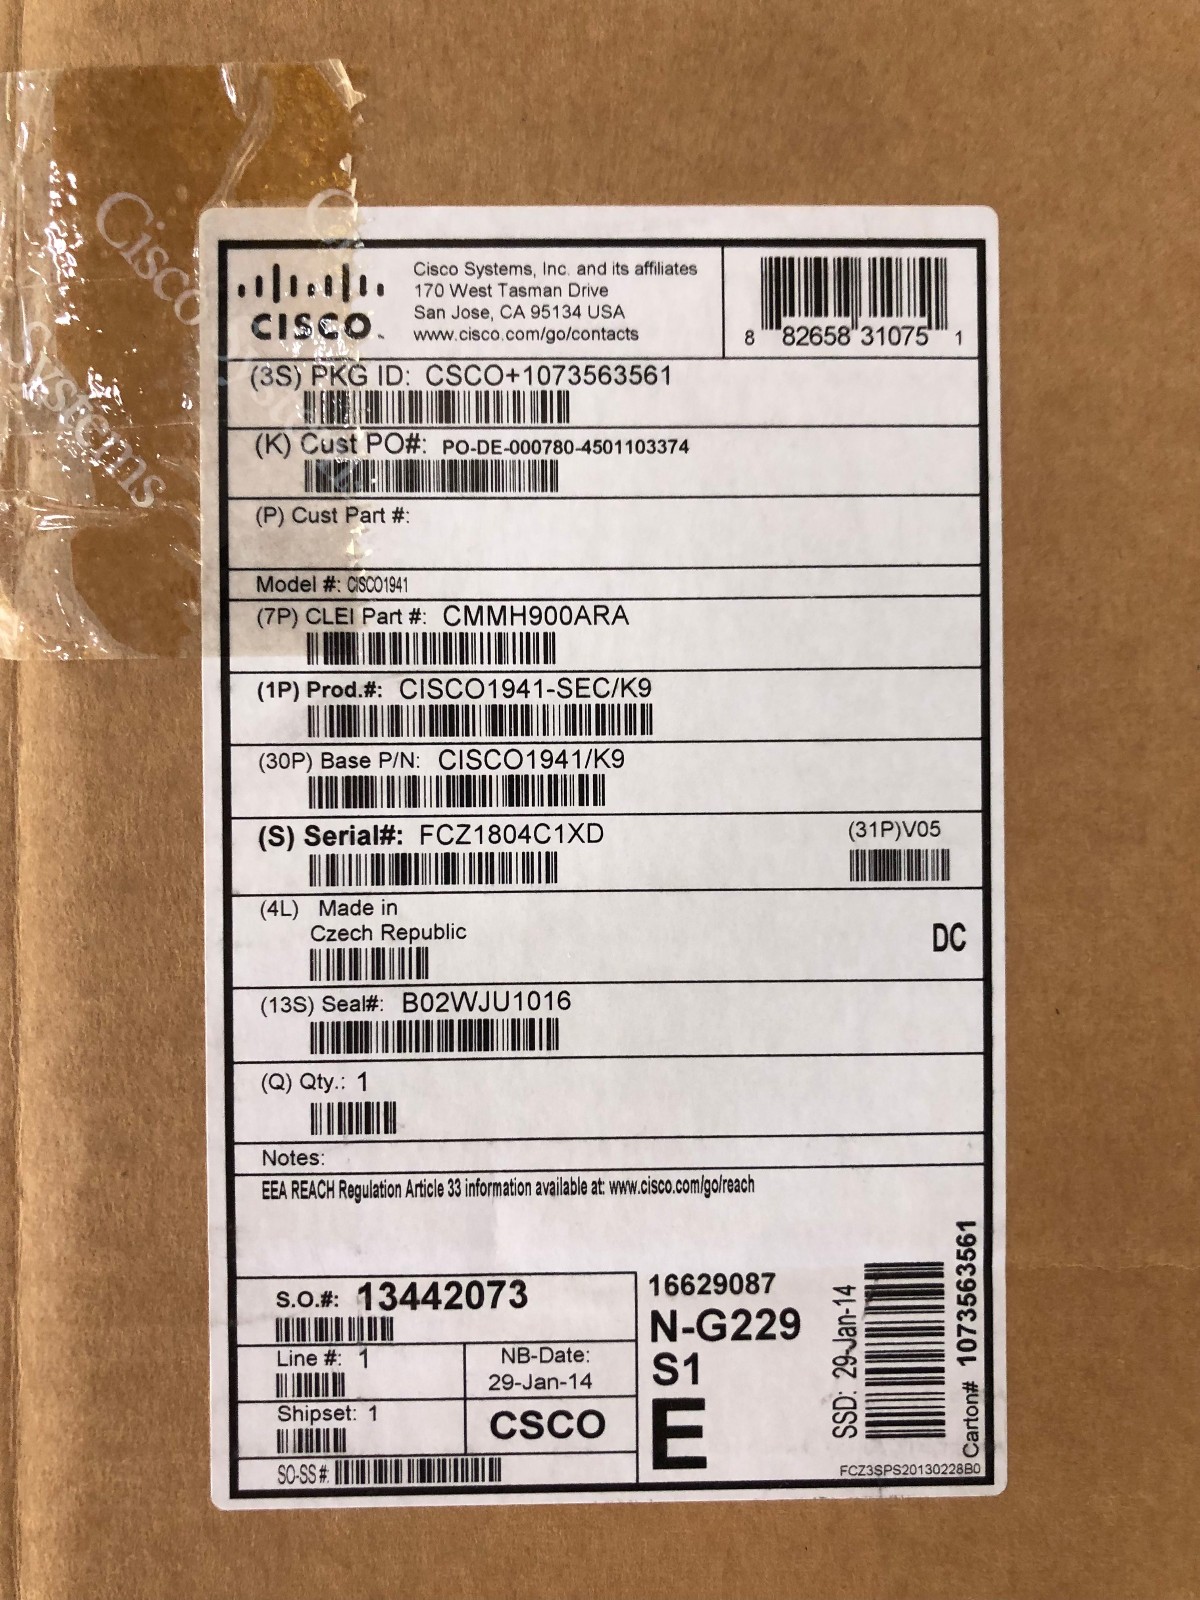 Cisco
Systems
CISCO
Cisco Systems, Inc. and its affiliates
170 West Tasman Drive
San Jose, CA 95134 USA
www.cisco.com/go/contacts
8 82658 31075 1
(3S) PKG ID: CSCO+1073563561
(K) Cust PO#: PO-DE-000780-4501103374
(P) Cust Part #:
Model #: CISCO1941
(7P) CLEI Part #: CMMH900ARA
(1P) Prod.#: CISCO1941-SEC/K9
(30P) Base P/N: CISCO1941/K9
(S) Serial#: FCZ1804C1XD
(31P)V05
(4L) Made in
Czech Republic
DC
(13S) Seal#: B02WJU1016
(Q) Qty.: 1
Notes:
EEA REACH Regulation Article 33 information available at: www.cisco.com/go/reach
S.O.#: 13442073
Line #: 1
NB-Date:
29-Jan-14
Shipset: 1
CSCO
SO-SS #:
16629087
N-G229
S1
E
SSD: 29-Jan-14
Carton# 1073563561
FCZ3SPS20130228B0